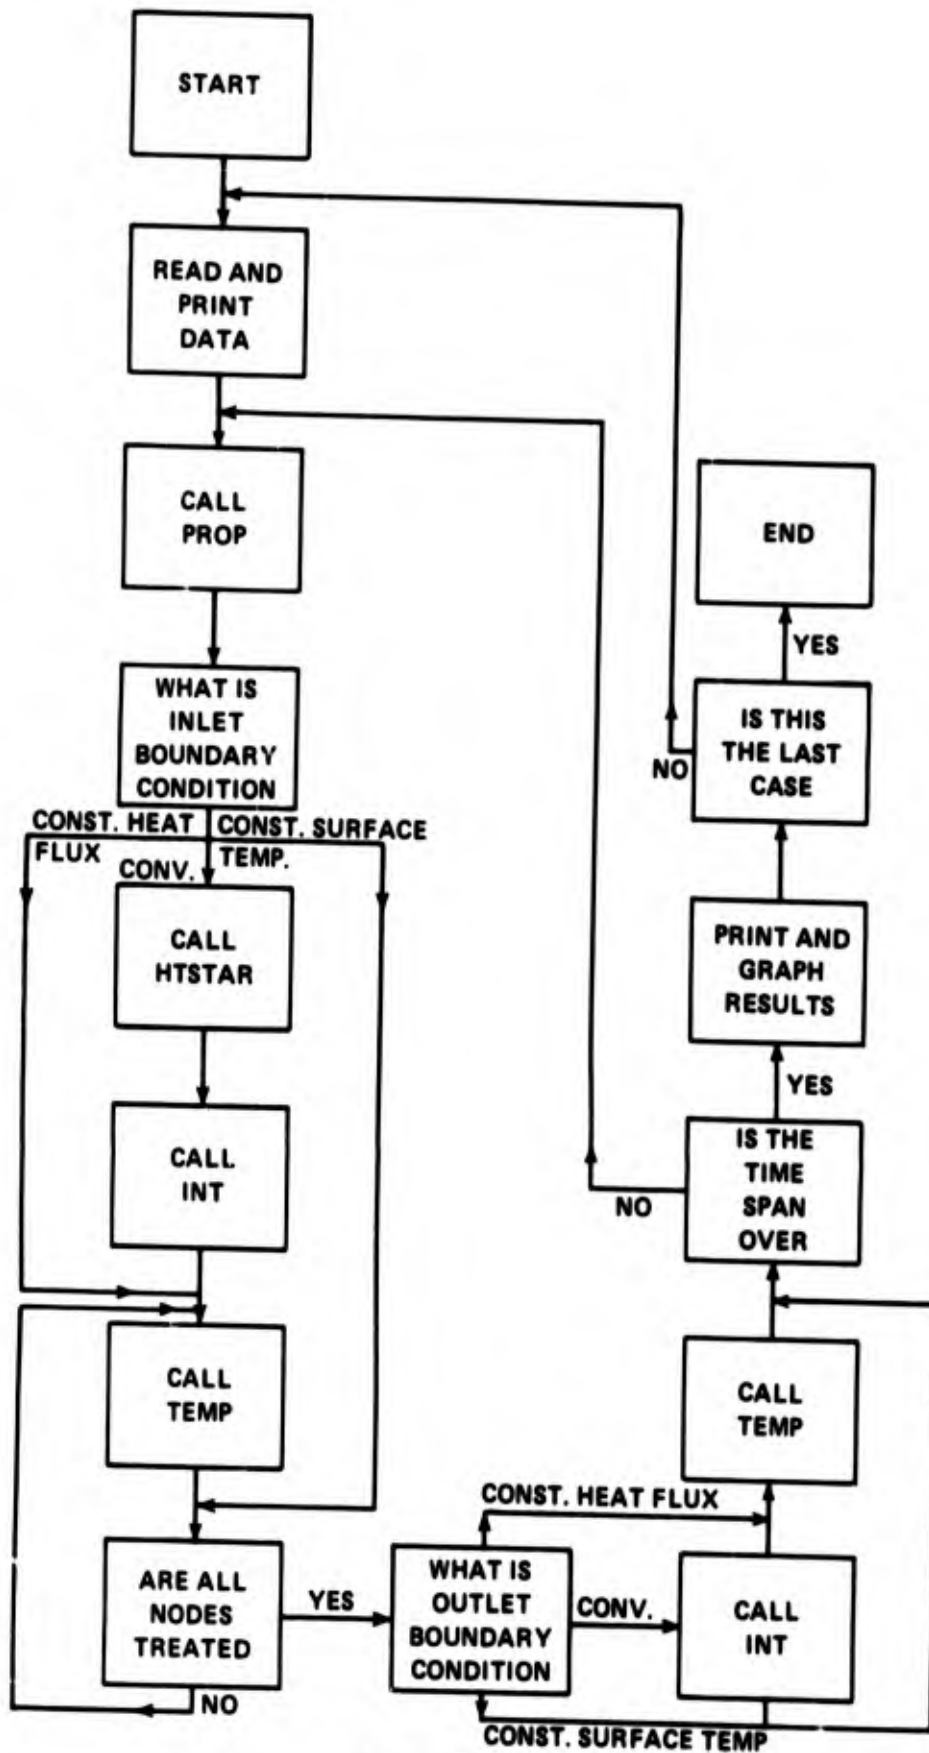 START
READ AND
PRINT
DATA
CALL
PROP
WHAT IS
INLET
BOUNDARY
CONDITION
CONST. HEAT
FLUX
CONST. SURFACE
TEMP.
CONV.
CALL
HTSTAR
CALL
INT
CALL
TEMP
ARE ALL
NODES
TREATED
NO
YES
WHAT IS
OUTLET
BOUNDARY
CONDITION
CONST. HEAT FLUX
CONV.
CONST. SURFACE TEMP
CALL
INT
CALL
TEMP
IS THE
TIME
SPAN
OVER
NO
YES
PRINT AND
GRAPH
RESULTS
IS THIS
THE LAST
CASE
NO
YES
END